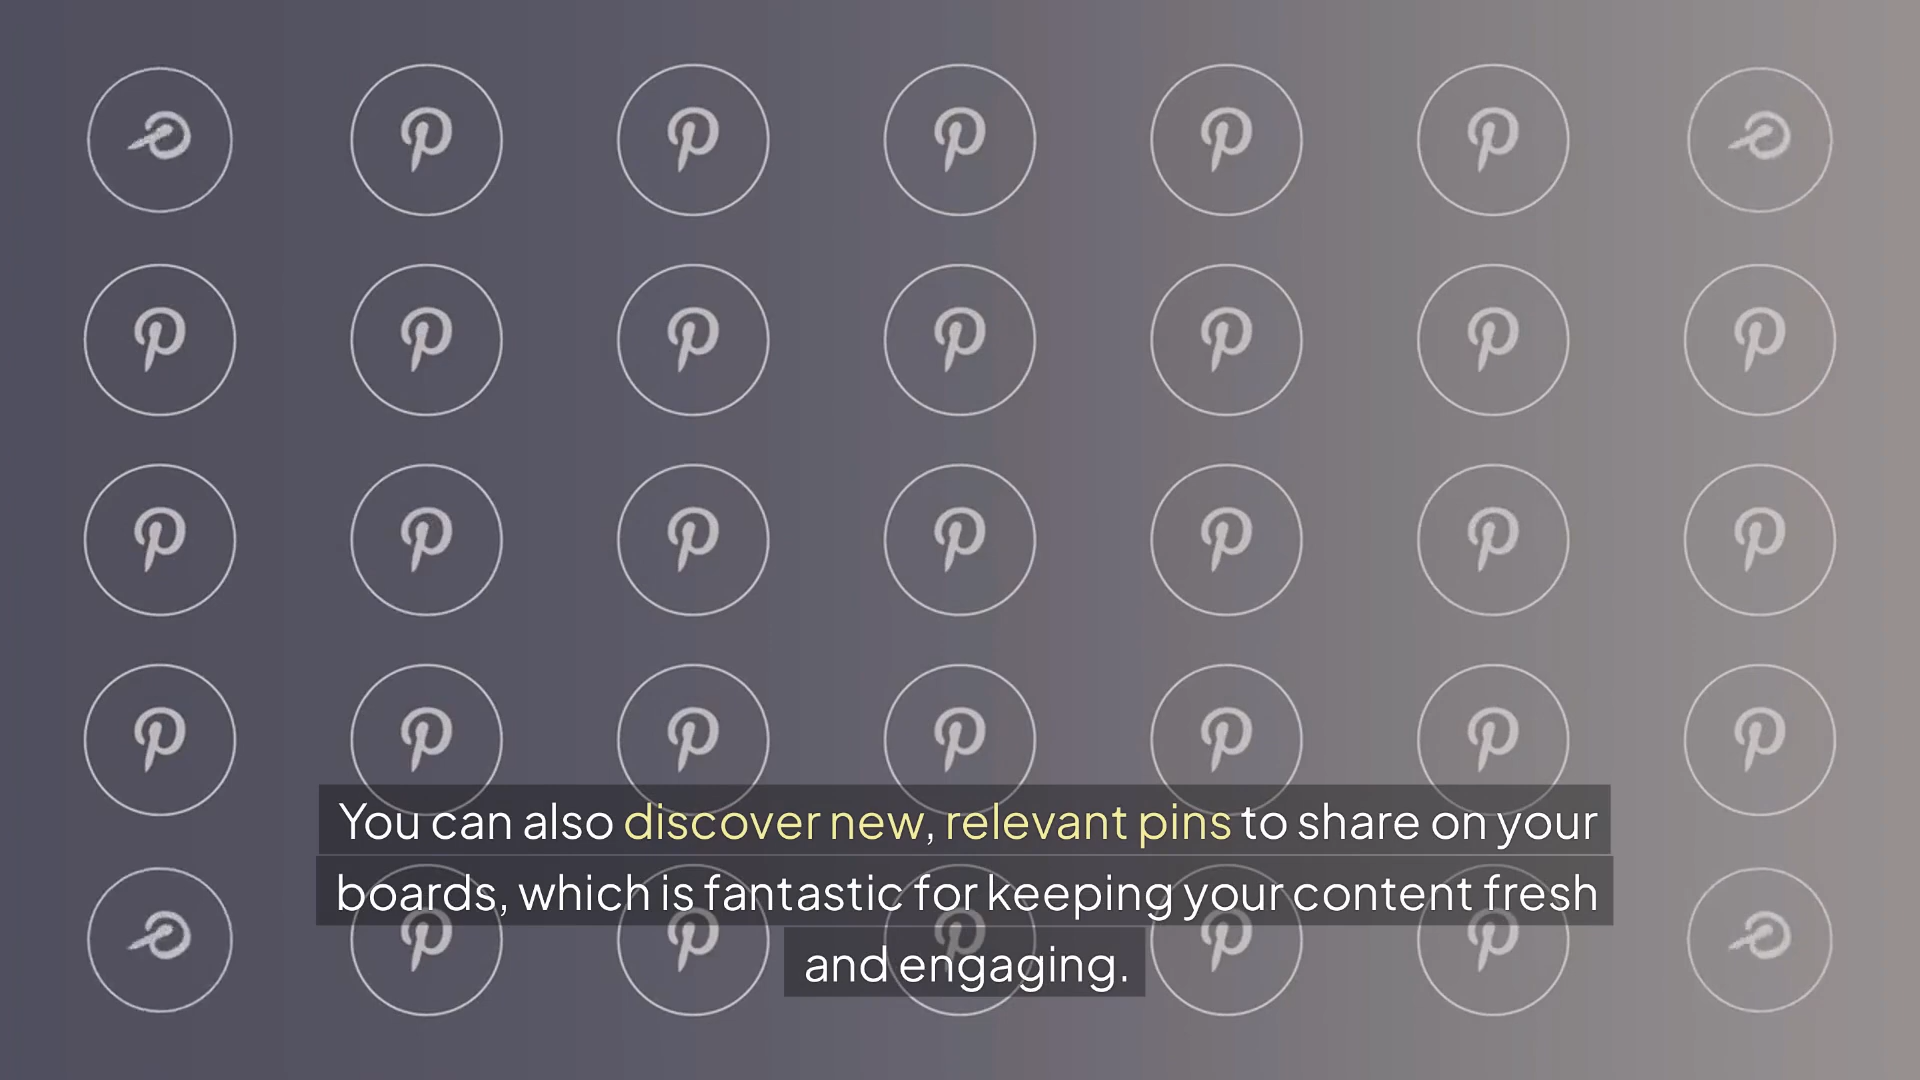 You can also discover new, relevant pins to share on your
boards, which is fantastic for keeping your content fresh
and engaging.